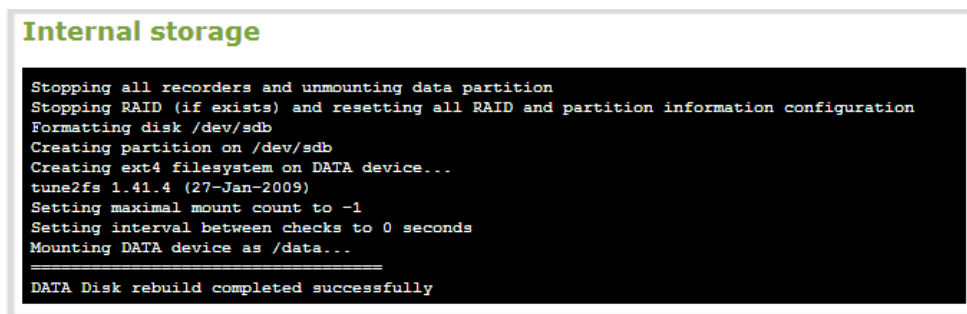 Internal storage
Stopping all recorders and unmounting data partition
Stopping RAID (if exists) and resetting all RAID and partition information configuration
Formatting disk /dev/sdb
Creating partition on /dev/sdb
Creating ext4 filesystem on DATA device...
tune2fs 1.41.4 (27-Jan-2009)
Setting maximal mount count to -1
Setting interval between checks to 0 seconds
Mounting DATA device as /data...
===================================
DATA Disk rebuild completed successfully